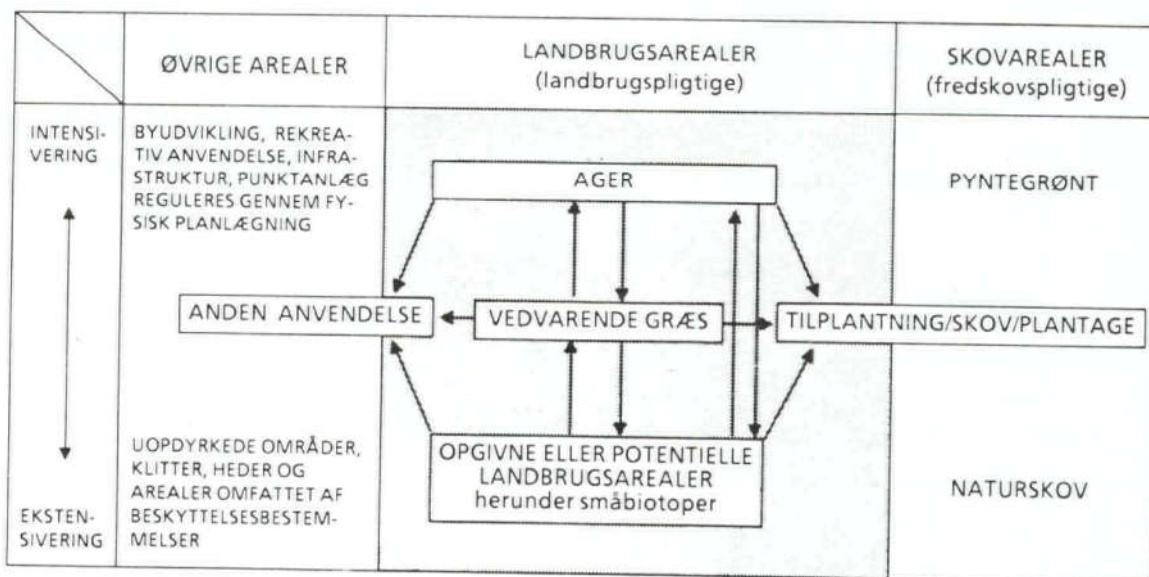 ØVRIGE AREALER
LANDBRUGSAREALER
(landbrugspligtige)
SKOVAREALER
(fredskovspligtige)
INTENSI-
VERING
BYUDVIKLING, REKREA-
TIV ANVENDELSE, INFRA-
STRUKTUR, PUNKTANLÆG
REGULERES GENNEM FY-
SISK PLANLÆGNING
AGER
PYNTEGRØNT
ANDEN ANVENDELSE
VEDVARENDE GRÆS
TILPLANTNING/SKOV/PLANTAGE
EKSTEN-
SIVERING
UOPDYRKEDE OMRÅDER,
KLITTER, HEDER OG
AREALER OMFATTET AF
BESKYTTELSESBESTEM-
MELSER
OPGIVNE ELLER POTENTIELLE
LANDBRUGSAREALER
herunder småbiotoper
NATURSKOV